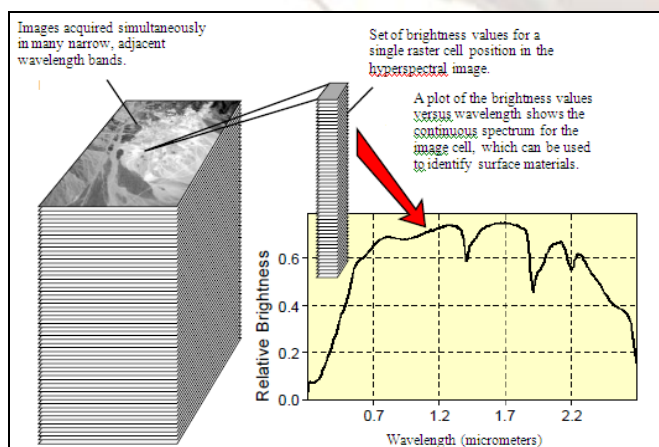 Images acquired simultaneously
in many narrow, adjacent
wavelength bands.
Set of brightness values for a
single raster cell position in the
hyperspectral image.
A plot of the brightness values
versus wavelength shows the
continuous spectrum for the
image cell, which can be used
to identify surface materials.
Relative Brightness
0.6
0.4
0.2
0.0
0.7 1.2 1.7 2.2
Wavelength (micrometers)